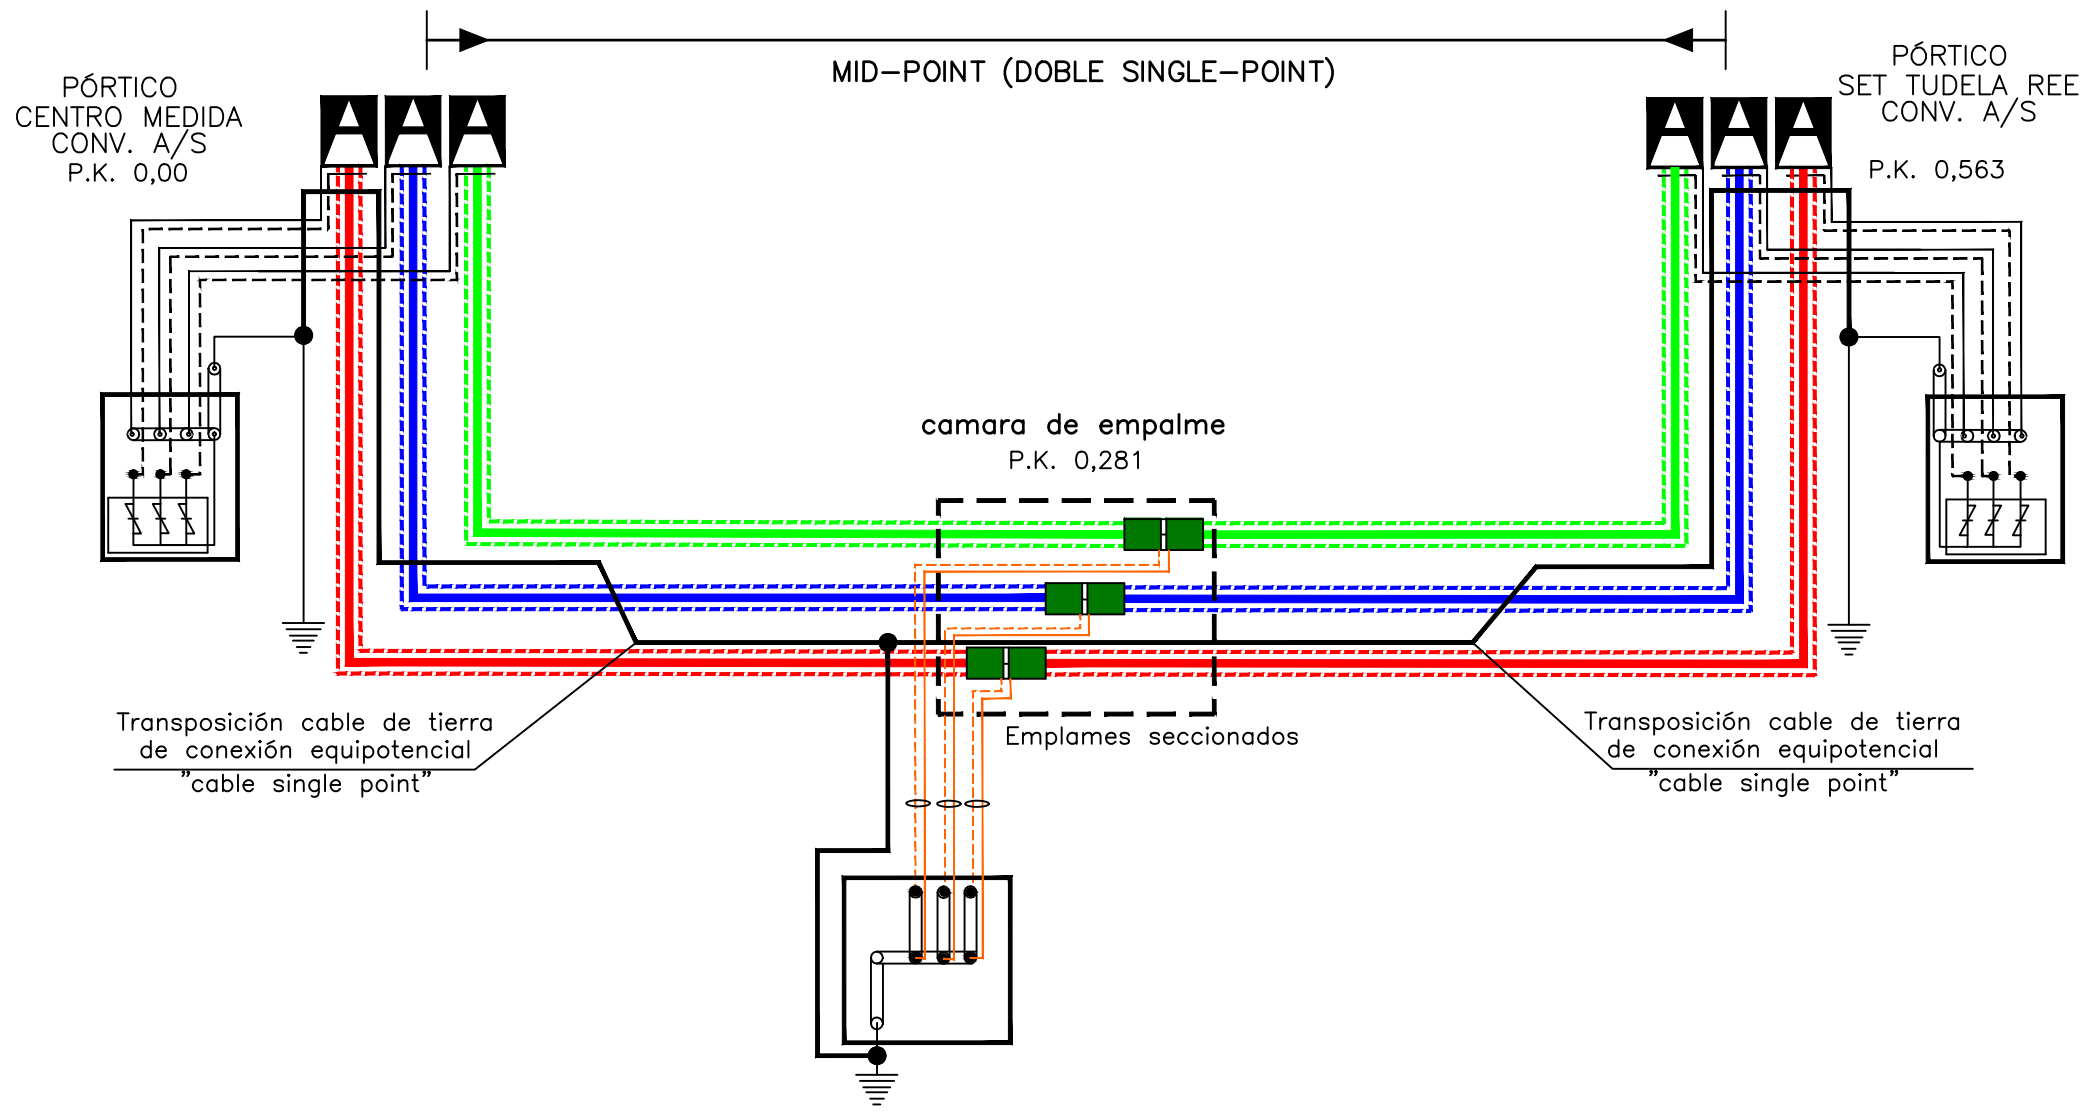 MID-POINT (DOBLE SINGLE-POINT)
PÓRTICO
CENTRO MEDIDA
CONV. A/S
P.K. 0,00
PÓRTICO
SET TUDELA REE
CONV. A/S
P.K. 0,563
camara de empalme
P.K. 0,281
Emplames seccionados
Transposición cable de tierra
de conexión equipotencial
"cable single point"
Transposición cable de tierra
de conexión equipotencial
"cable single point"